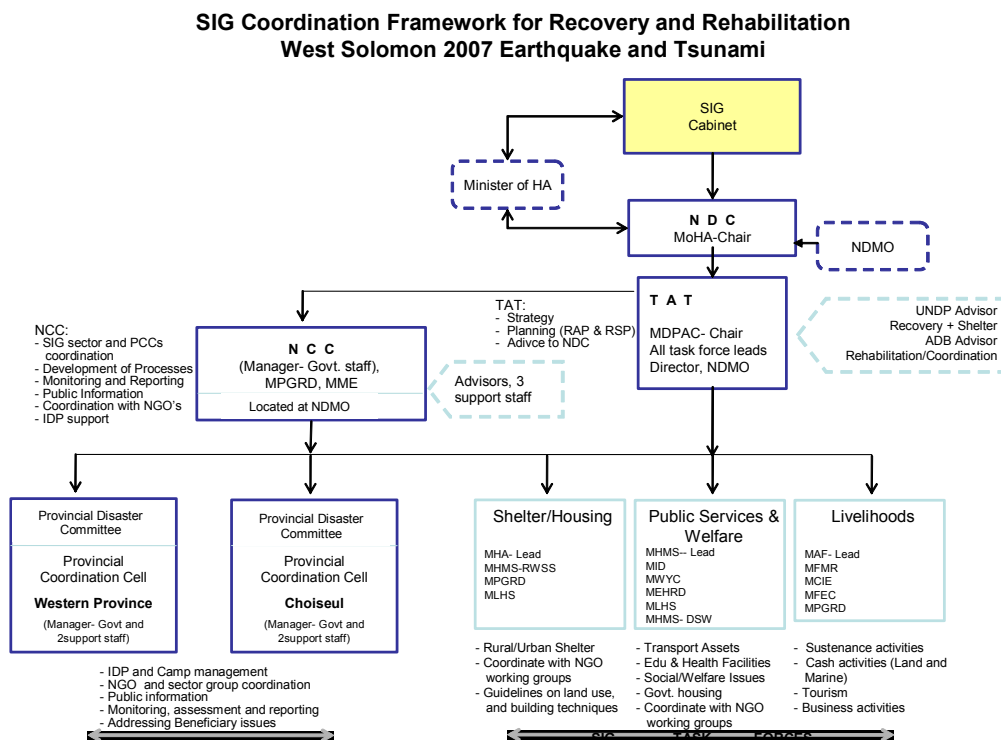 SIG Coordination Framework for Recovery and Rehabilitation
West Solomon 2007 Earthquake and Tsunami
SIG
Cabinet
Minister of HA
N D C
MoHA-Chair
NDMO
T A T
MDPAC- Chair
All task force leads
Director, NDMO
UNDP Advisor
Recovery + Shelter
ADB Advisor
Rehabilitation/Coordination
TAT:
- Strategy
- Planning (RAP & RSP)
- Adivce to NDC
NCC:
- SIG sector and PCCs
coordination
- Development of Processes
- Monitoring and Reporting
- Public Information
- Coordination with NGO's
- IDP support
N C C
(Manager- Govt. staff),
MPGRD, MME
Located at NDMO
Advisors, 3
support staff
Provincial Disaster
Committee
Provincial
Coordination Cell
Western Province
(Manager- Govt and
2support staff)
Provincial Disaster
Committee
Provincial
Coordination Cell
Choiseul
(Manager- Govt and
2support staff)
Shelter/Housing
MHA- Lead
MHMS-RWSS
MPGRD
MLHS
Public Services &
Welfare
MHMS-- Lead
MID
MWYC
MEHRD
MLHS
MHMS- DSW
Livelihoods
MAF- Lead
MFMR
MCIE
MFEC
MPGRD
- IDP and Camp management
- NGO and sector group coordination
- Public information
- Monitoring, assessment and reporting
- Addressing Beneficiary issues
- Rural/Urban Shelter
- Coordinate with NGO
working groups
- Guidelines on land use,
and building techniques
- Transport Assets
- Edu & Health Facilities
- Social/Welfare Issues
- Govt. housing
- Coordinate with NGO
working groups
- Sustenance activities
- Cash activities (Land and
Marine)
- Tourism
- Business activities
SIG TASK FORCES